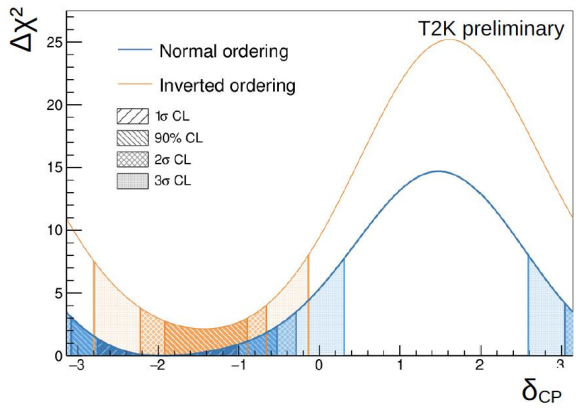 T2K preliminary
Δχ²
Normal ordering
Inverted ordering
1σ CL
90% CL
2σ CL
3σ CL
25
20
15
10
5
0
−3 −2 −1 0 1 2 3
δCP